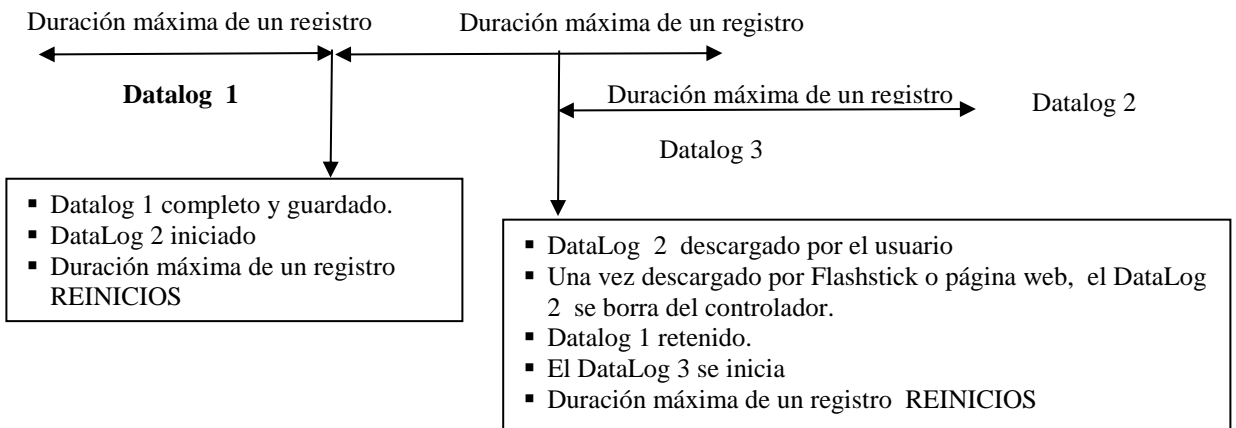 Duración máxima de un registro
Duración máxima de un registro
Datalog 1
Duración máxima de un registro
Datalog 2
Datalog 3
▪ Datalog 1 completo y guardado.
▪ DataLog 2 iniciado
▪ Duración máxima de un registro
REINICIOS
▪ DataLog 2 descargado por el usuario
▪ Una vez descargado por Flashstick o página web, el DataLog
2 se borra del controlador.
▪ Datalog 1 retenido.
▪ El DataLog 3 se inicia
▪ Duración máxima de un registro REINICIOS